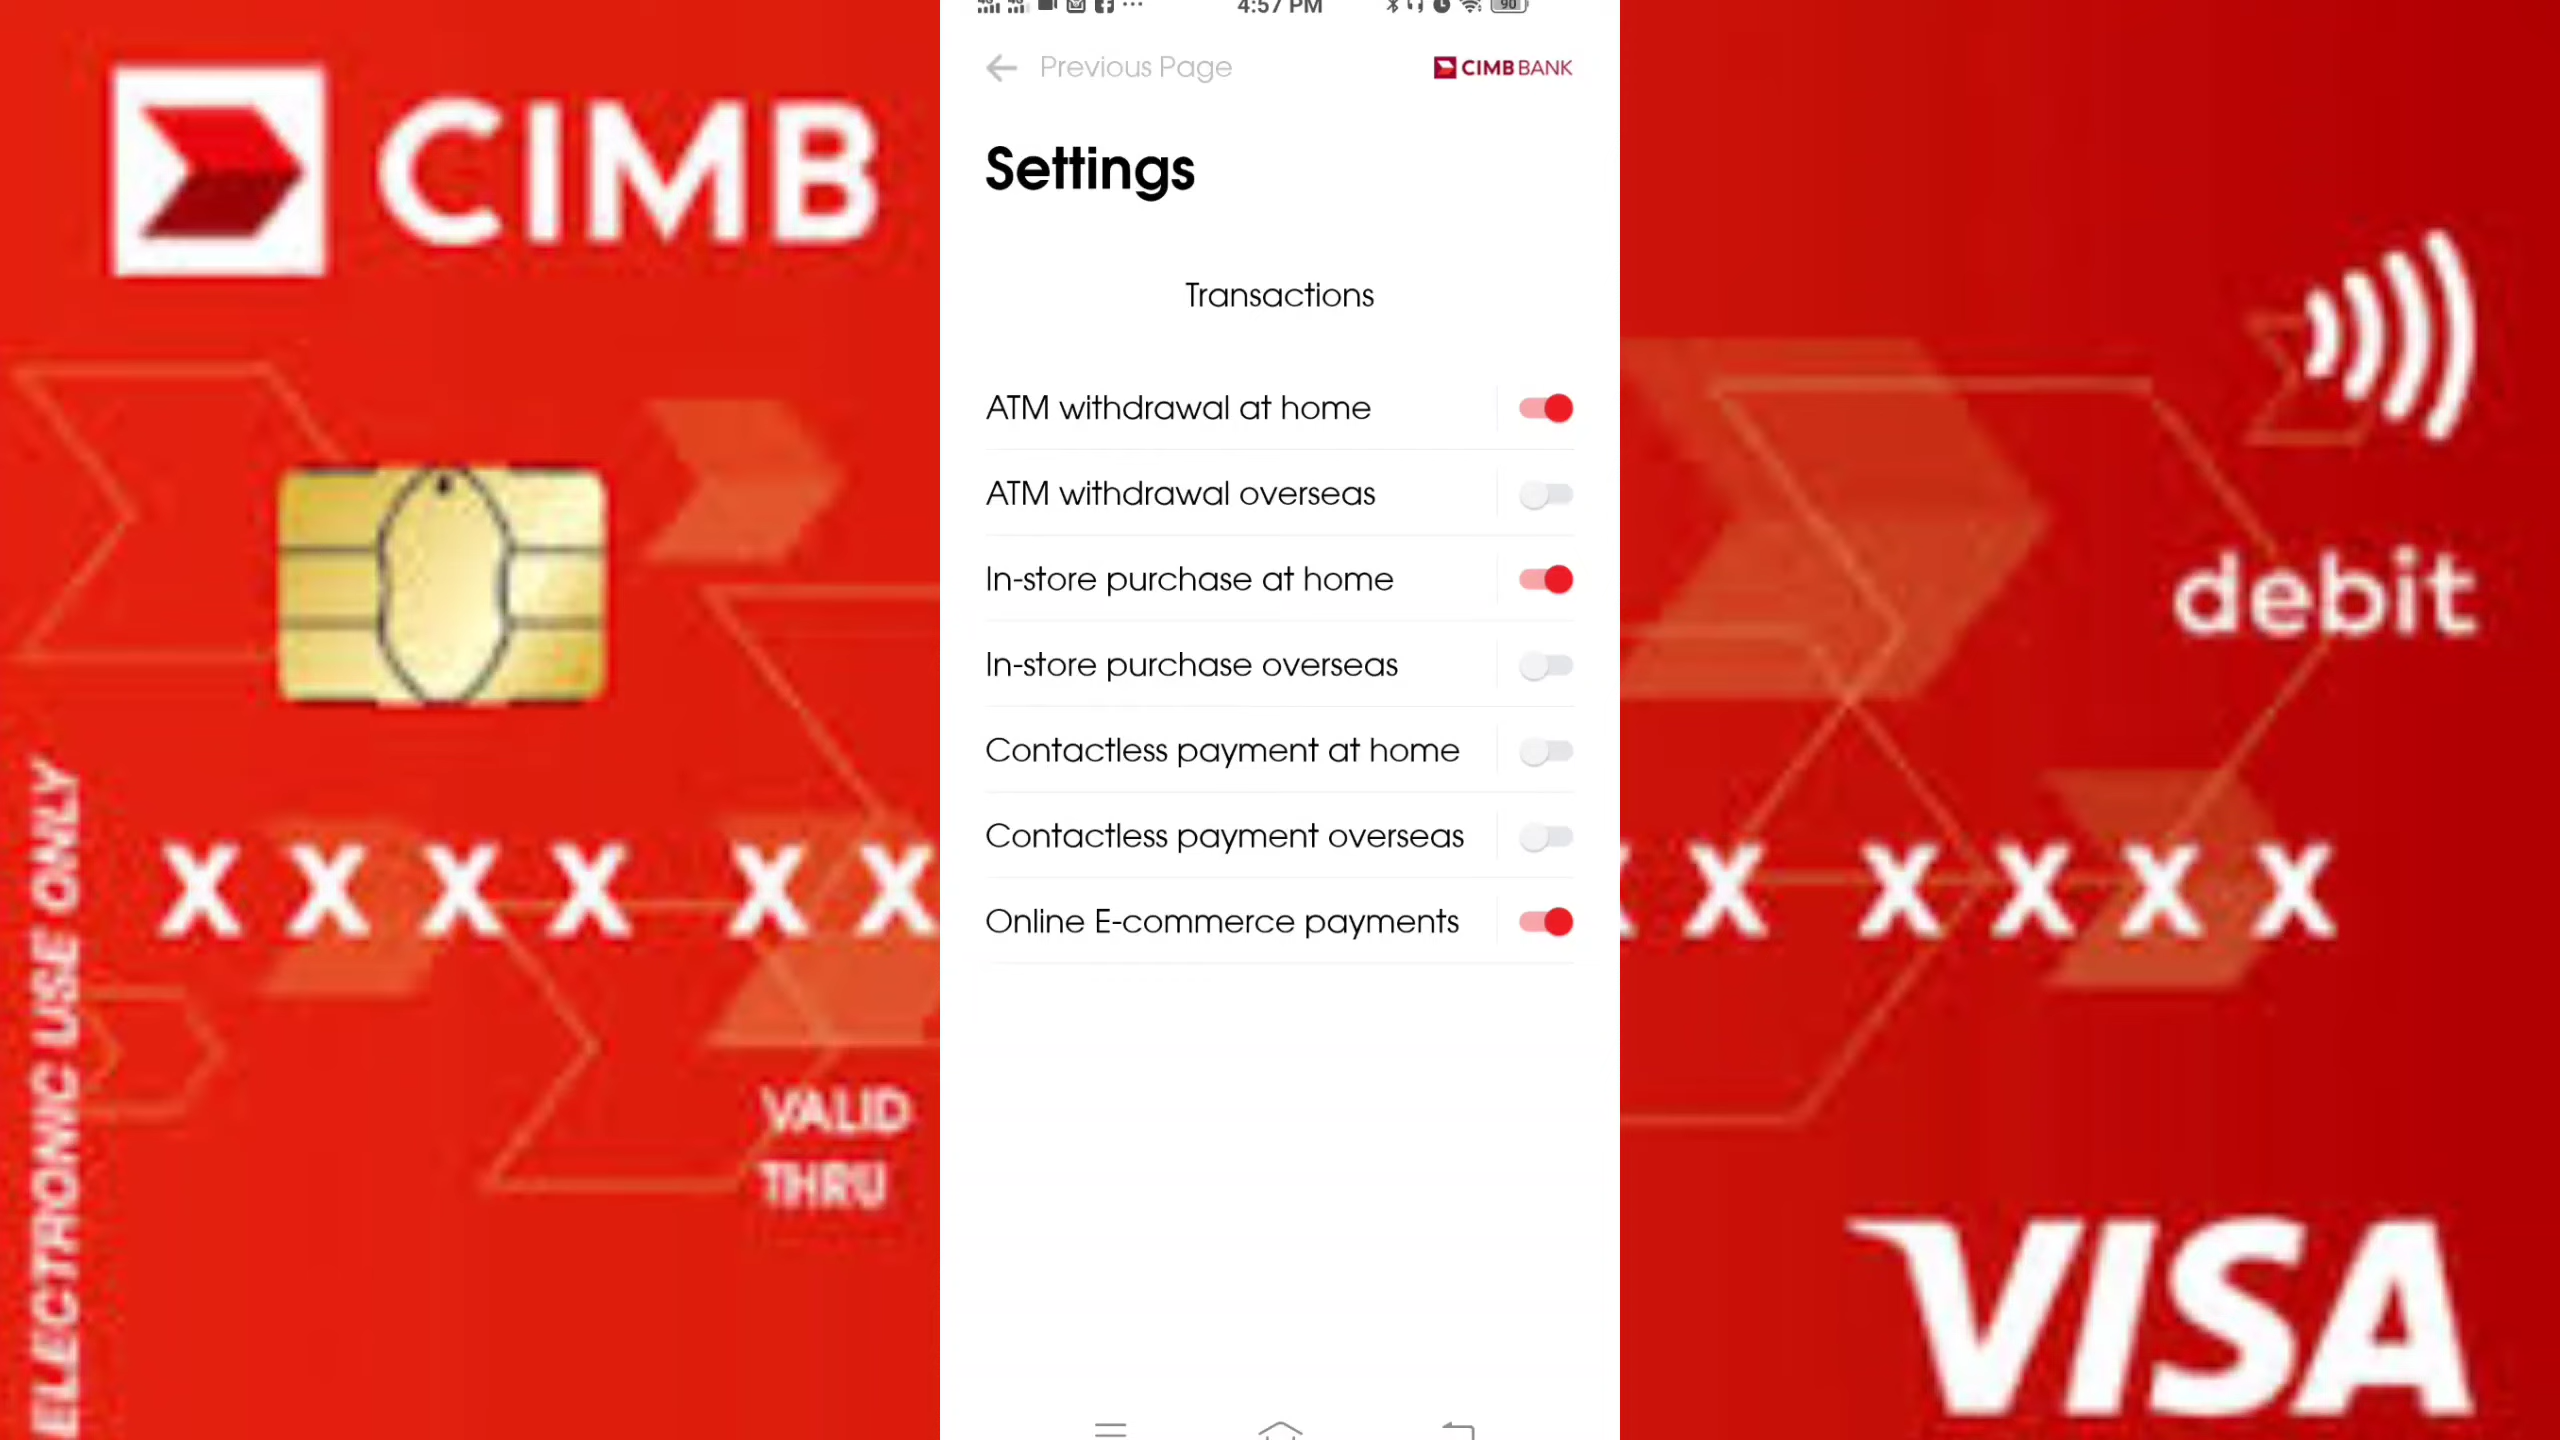 4:57 PM
90
Previous Page
CIMB BANK
Settings
Transactions
ATM withdrawal at home
ATM withdrawal overseas
In-store purchase at home
In-store purchase overseas
Contactless payment at home
Contactless payment overseas
Online E-commerce payments
CIMB
debit
X X X X X X
X X X X X
ELECTRONIC USE ONLY
VALID
THRU
VISA